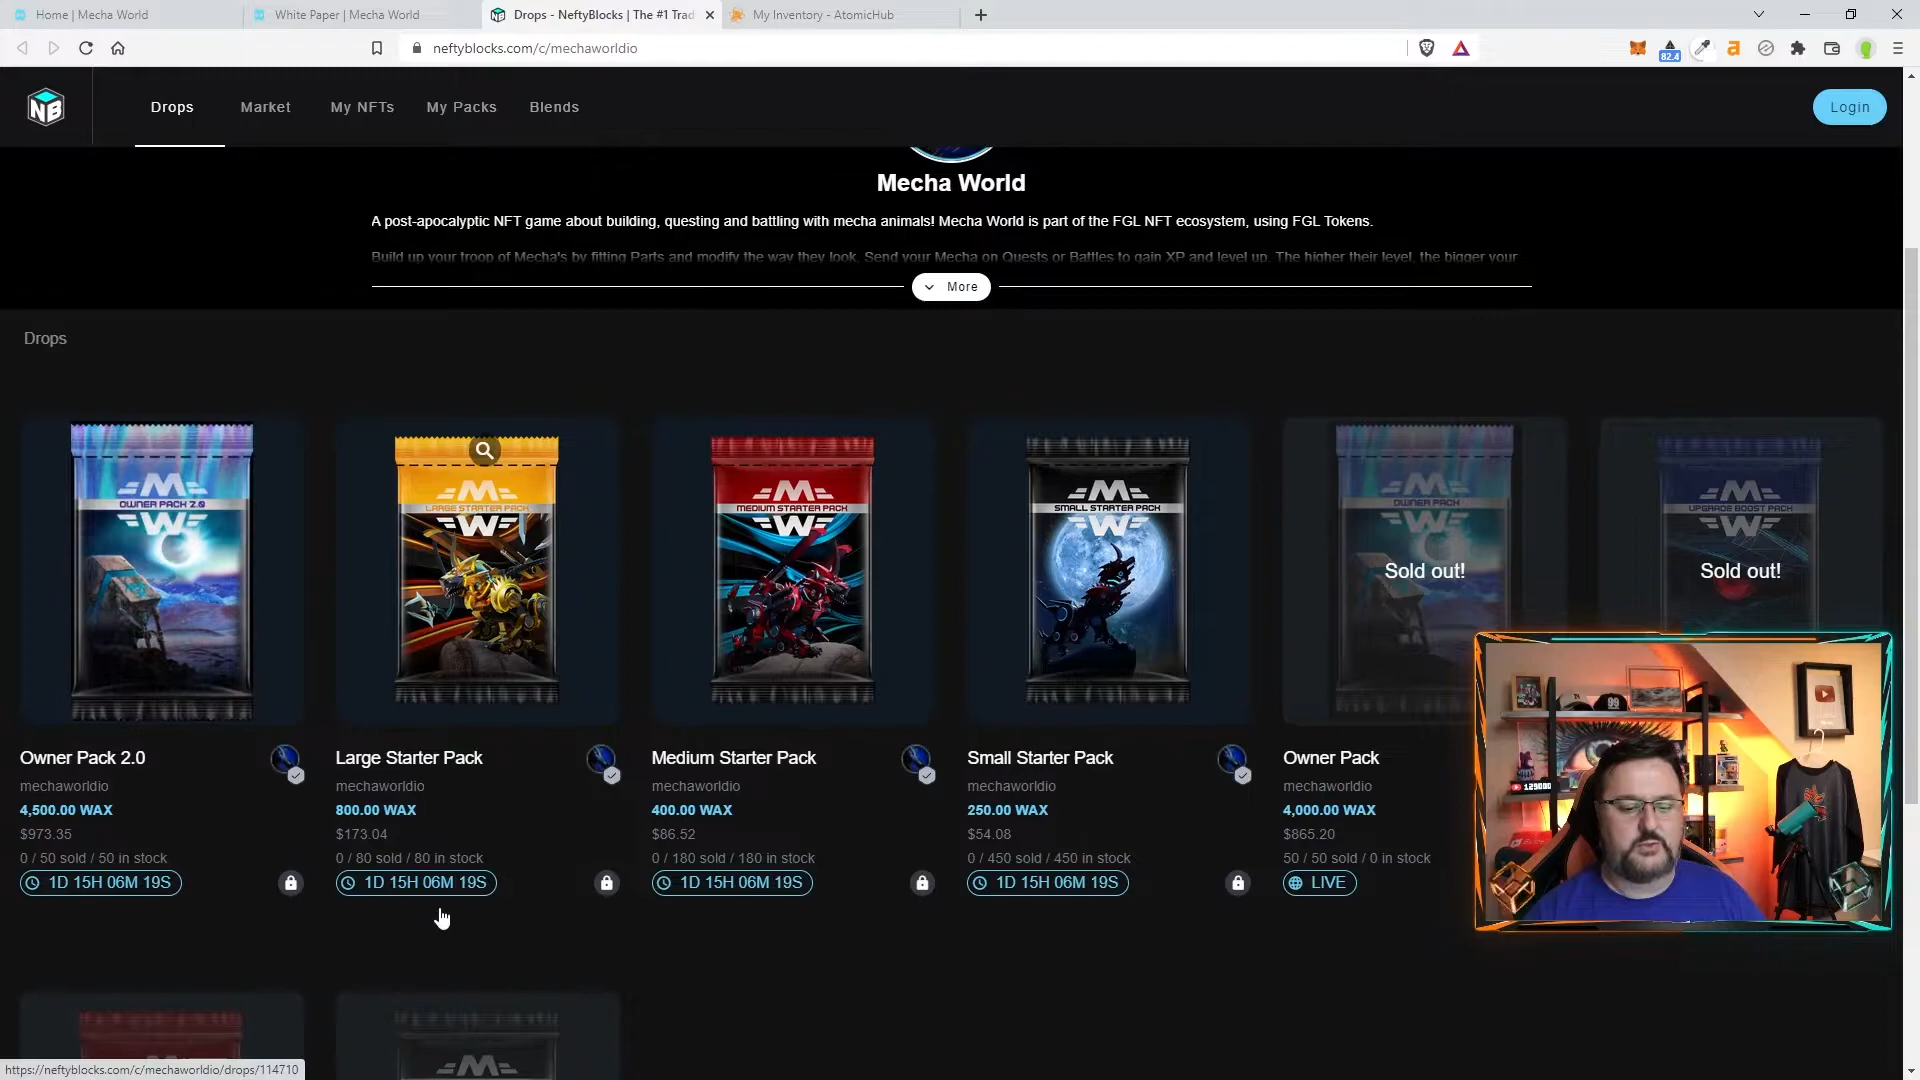 Home | Mecha World
White Paper | Mecha World
Drops - NeftyBlocks | The #1 Trad
My Inventory - AtomicHub
neftyblocks.com/c/mechaworldio
82.4
NB
Drops
Market
My NFTs
My Packs
Blends
Login
Mecha World
A post-apocalyptic NFT game about building, questing and battling with mecha animals! Mecha World is part of the FGL NFT ecosystem, using FGL Tokens.
Build up your troop of Mecha's by fitting Parts and modify the way they look. Send your Mecha on Quests or Battles to gain XP and level up. The higher their level, the bigger your
More
Drops
M
OWNER PACK 2.0
W
M
LARGE STARTER PACK
W
M
MEDIUM STARTER PACK
W
M
SMALL STARTER PACK
W
M
OWNER PACK
W
Sold out!
M
UPGRADE BOOST PACK
W
Sold out!
Owner Pack 2.0
mechaworldio
4,500.00 WAX
$973.35
0 / 50 sold / 50 in stock
1D 15H 06M 19S
Large Starter Pack
mechaworldio
800.00 WAX
$173.04
0 / 80 sold / 80 in stock
1D 15H 06M 19S
Medium Starter Pack
mechaworldio
400.00 WAX
$86.52
0 / 180 sold / 180 in stock
1D 15H 06M 19S
Small Starter Pack
mechaworldio
250.00 WAX
$54.08
0 / 450 sold / 450 in stock
1D 15H 06M 19S
Owner Pack
mechaworldio
4,000.00 WAX
$865.20
50 / 50 sold / 0 in stock
LIVE
99
M
https://neftyblocks.com/c/mechaworldio/drops/114710